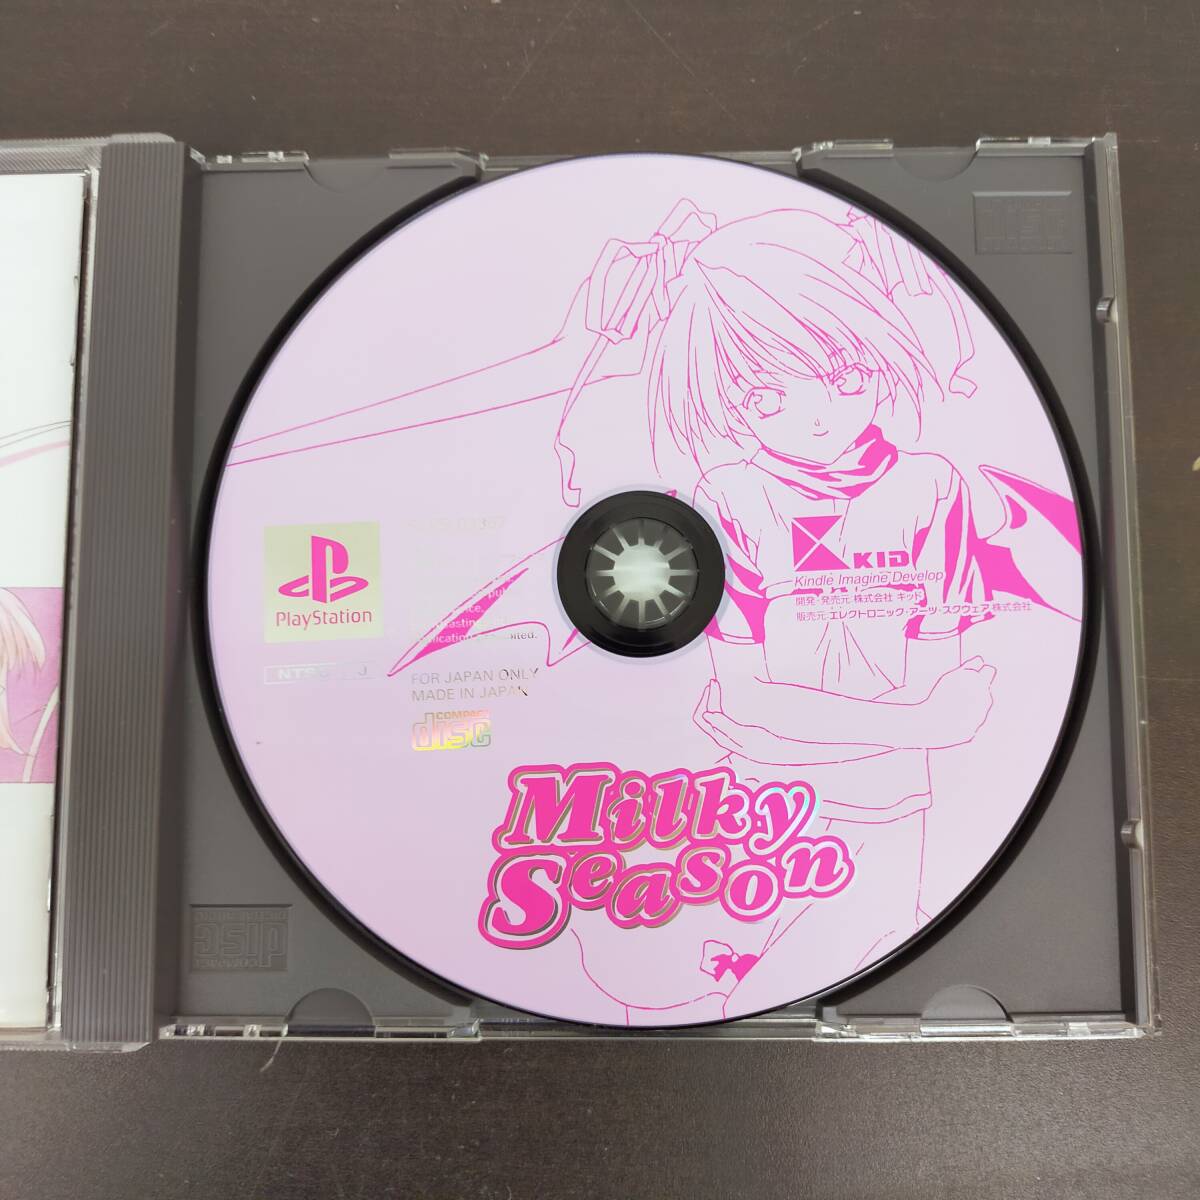 PlayStation
NTSC J
FOR JAPAN ONLY
MADE IN JAPAN
COMPACT
disc
KID
Kindle Imagine Develop
開発・発売元 株式会社 キッド
販売元:エレクトロニック・アーツ・スクウェア株式会社
Milky
Season